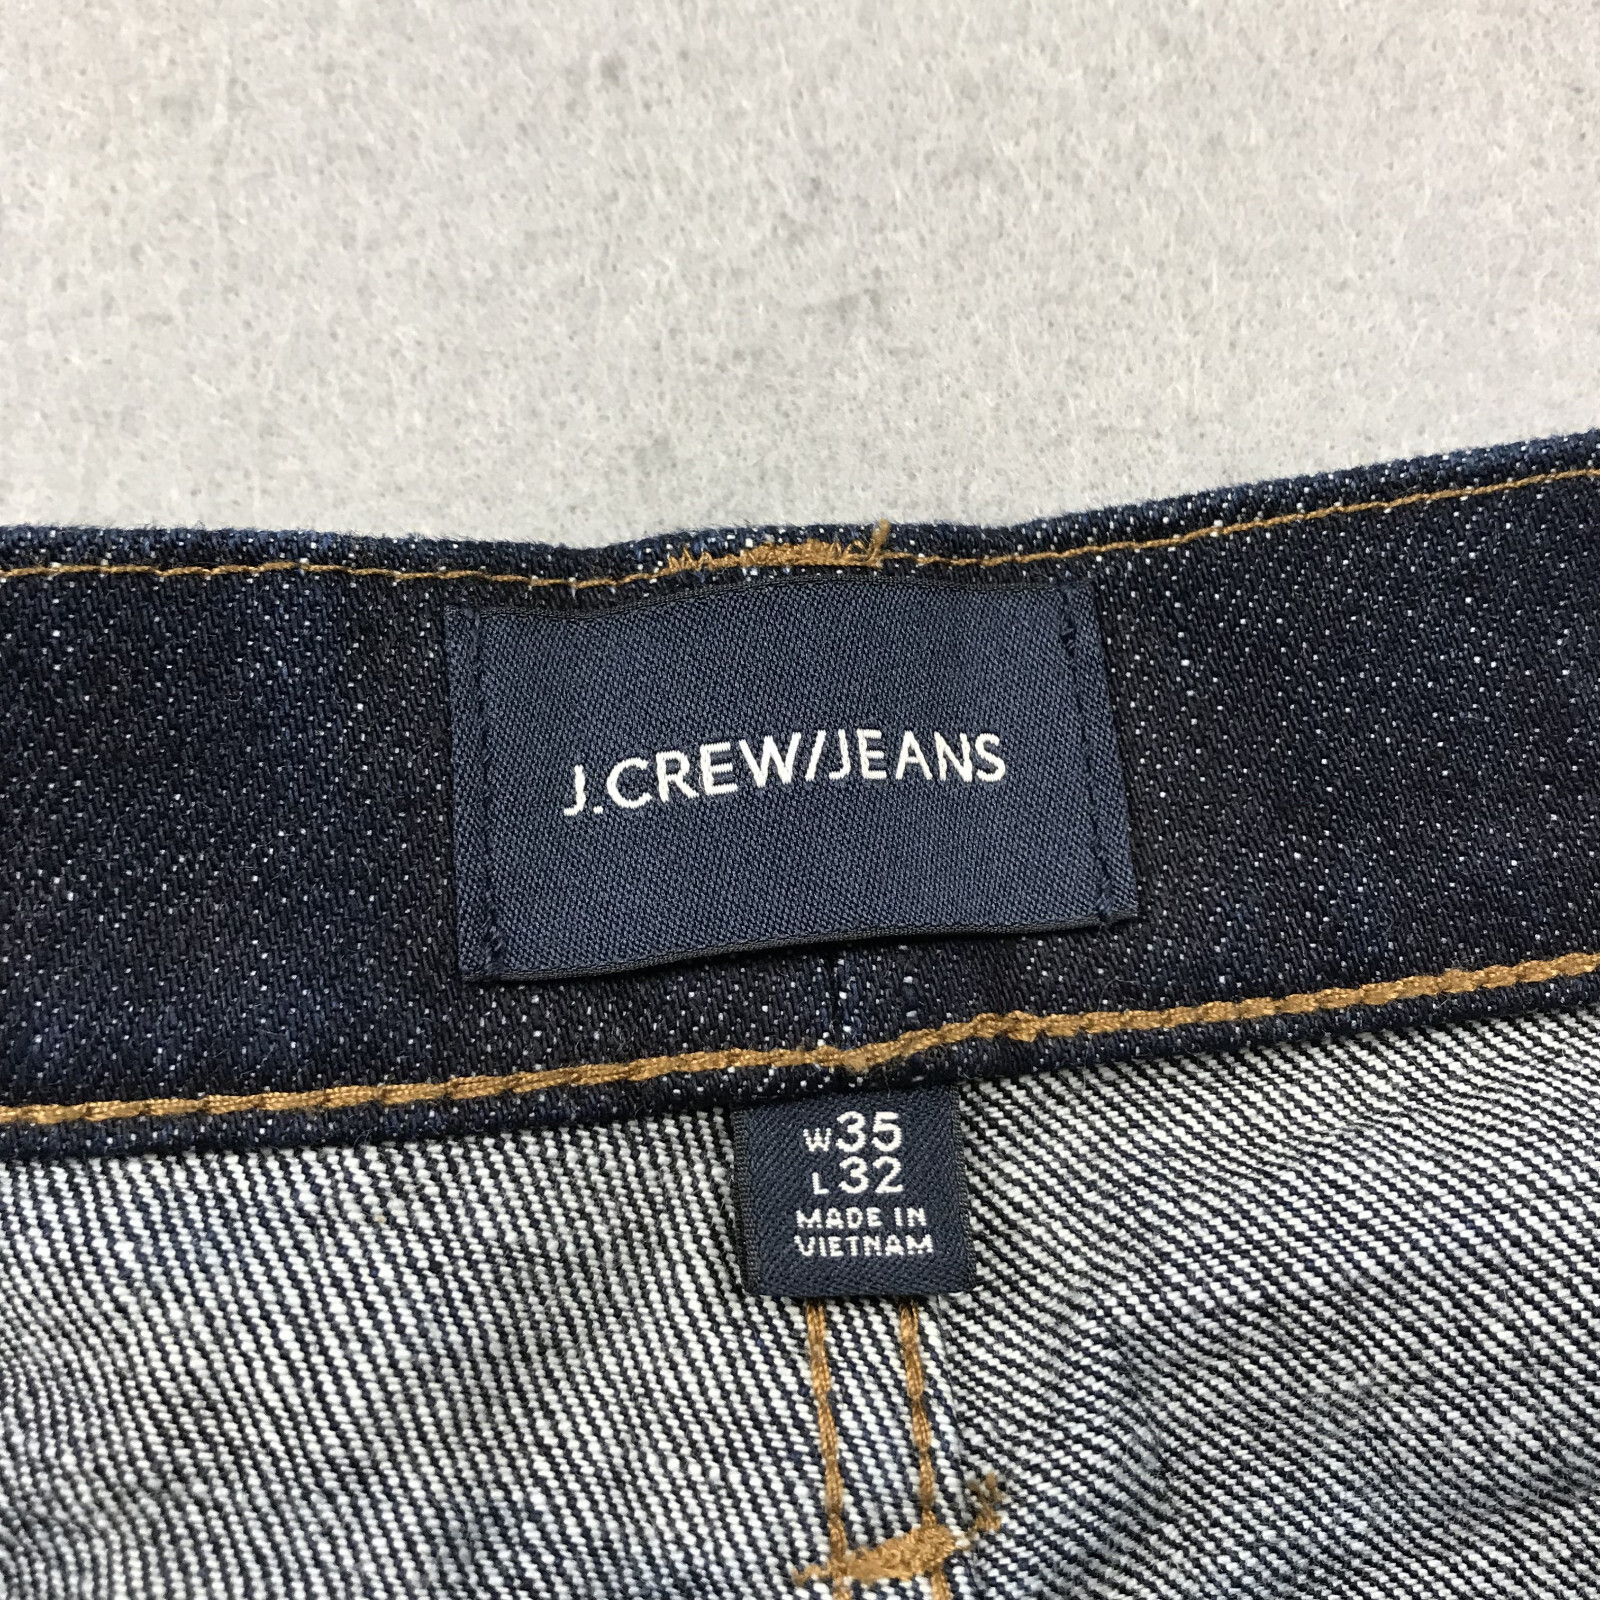 J.CREW/JEANS
W35
L32
MADE IN
VIETNAM